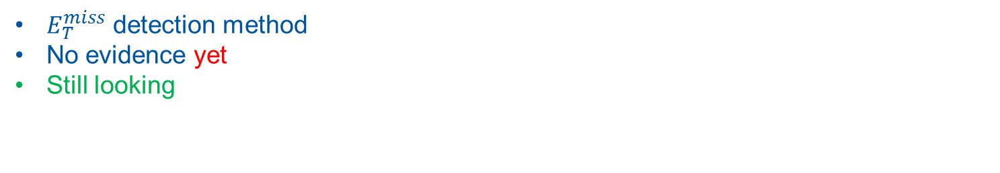 • $E_T^{miss}$ detection method
• No evidence yet
• Still looking